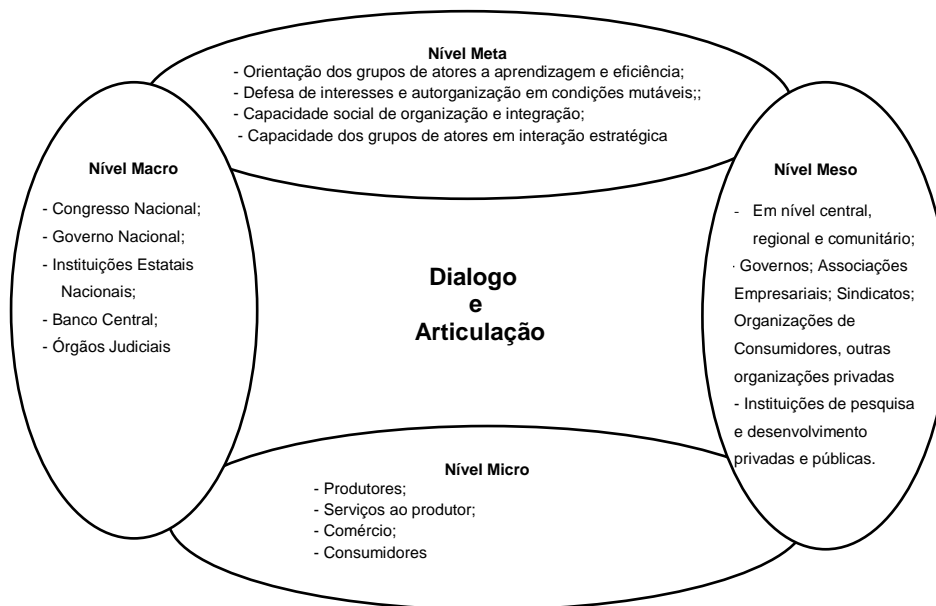 Nível Meta
- Orientação dos grupos de atores a aprendizagem e eficiência;
- Defesa de interesses e autorganização em condições mutáveis;;
- Capacidade social de organização e integração;
- Capacidade dos grupos de atores em interação estratégica
Nível Macro
- Congresso Nacional;
- Governo Nacional;
- Instituições Estatais
Nacionais;
- Banco Central;
- Órgãos Judiciais
Dialogo
e
Articulação
Nível Meso
- Em nível central,
regional e comunitário;
- Governos; Associações
Empresariais; Sindicatos;
Organizações de
Consumidores, outras
organizações privadas
- Instituições de pesquisa
e desenvolvimento
privadas e públicas.
Nível Micro
- Produtores;
- Serviços ao produtor;
- Comércio;
- Consumidores